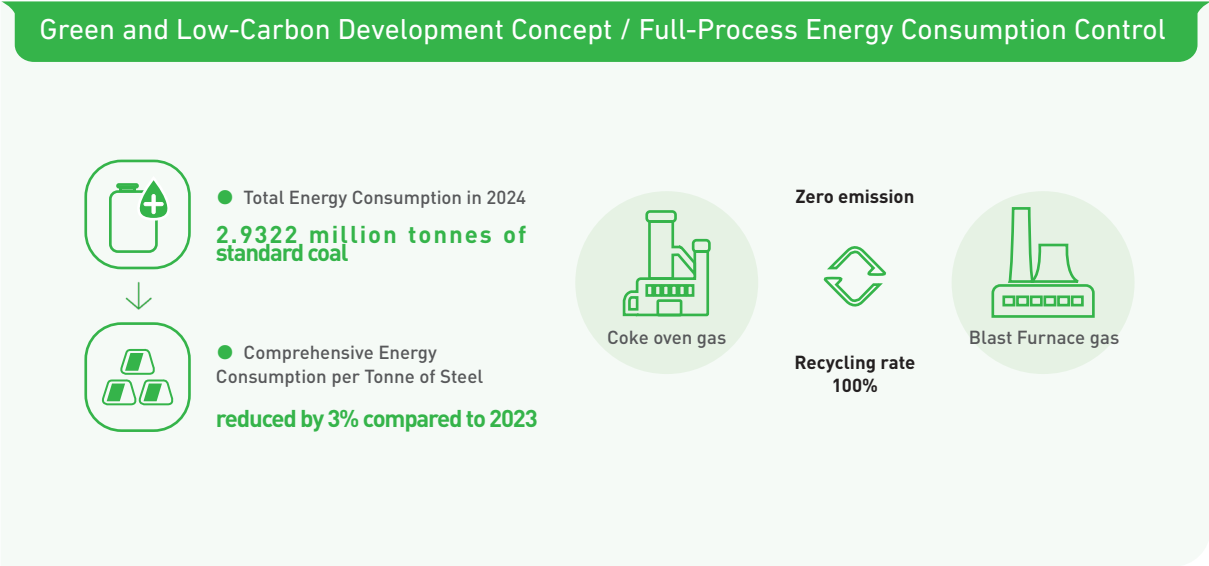 Green and Low-Carbon Development Concept / Full-Process Energy Consumption Control
Total Energy Consumption in 2024
2.9322 million tonnes of
standard coal
Comprehensive Energy
Consumption per Tonne of Steel
reduced by 3% compared to 2023
Coke oven gas
Zero emission
Recycling rate
100%
Blast Furnace gas